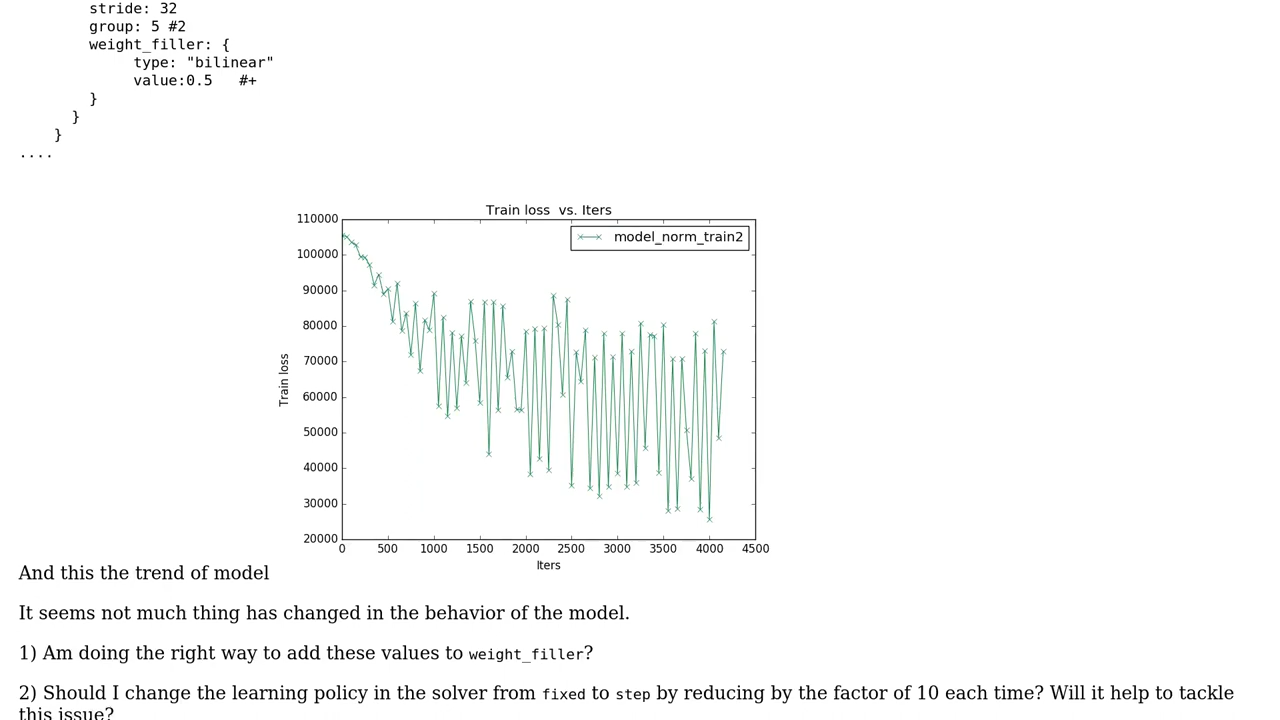 stride: 32
group: 5 #2
weight_filler: {
type: "bilinear"
value:0.5   #+
}
}
}
....
Train loss  vs. Iters
model_norm_train2
110000
100000
90000
80000
70000
60000
50000
40000
30000
20000
Train loss
0 500 1000 1500 2000 2500 3000 3500 4000 4500
Iters
And this the trend of model
It seems not much thing has changed in the behavior of the model.
1) Am doing the right way to add these values to weight_filler?
2) Should I change the learning policy in the solver from fixed to step by reducing by the factor of 10 each time? Will it help to tackle
this issue?